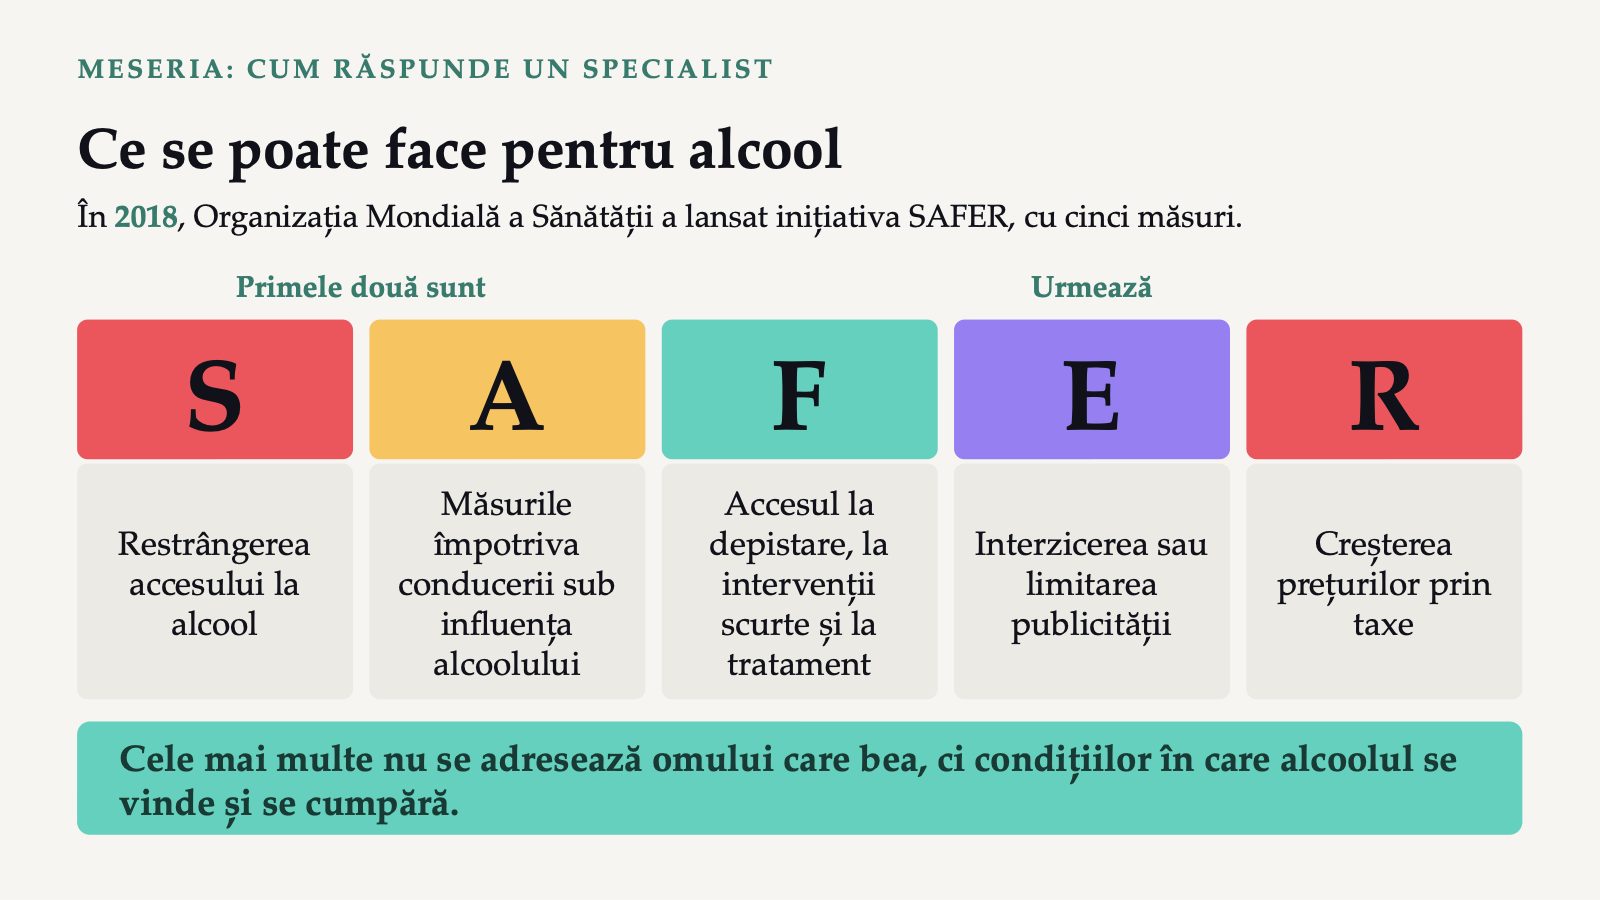 MESERIA: CUM RĂSPUNDE UN SPECIALIST
Ce se poate face pentru alcool
În 2018, Organizația Mondială a Sănătății a lansat inițiativa SAFER, cu cinci măsuri.
Primele două sunt
Urmează
S
A
F
E
R
Restrângerea
accesului la
alcool
Măsurile
împotriva
conducerii sub
influența
alcoolului
Accesul la
depistare, la
intervenții
scurte și la
tratament
Interzicerea sau
limitarea
publicității
Creșterea
prețurilor prin
taxe
Cele mai multe nu se adresează omului care bea, ci condițiilor în care alcoolul se
vinde și se cumpără.